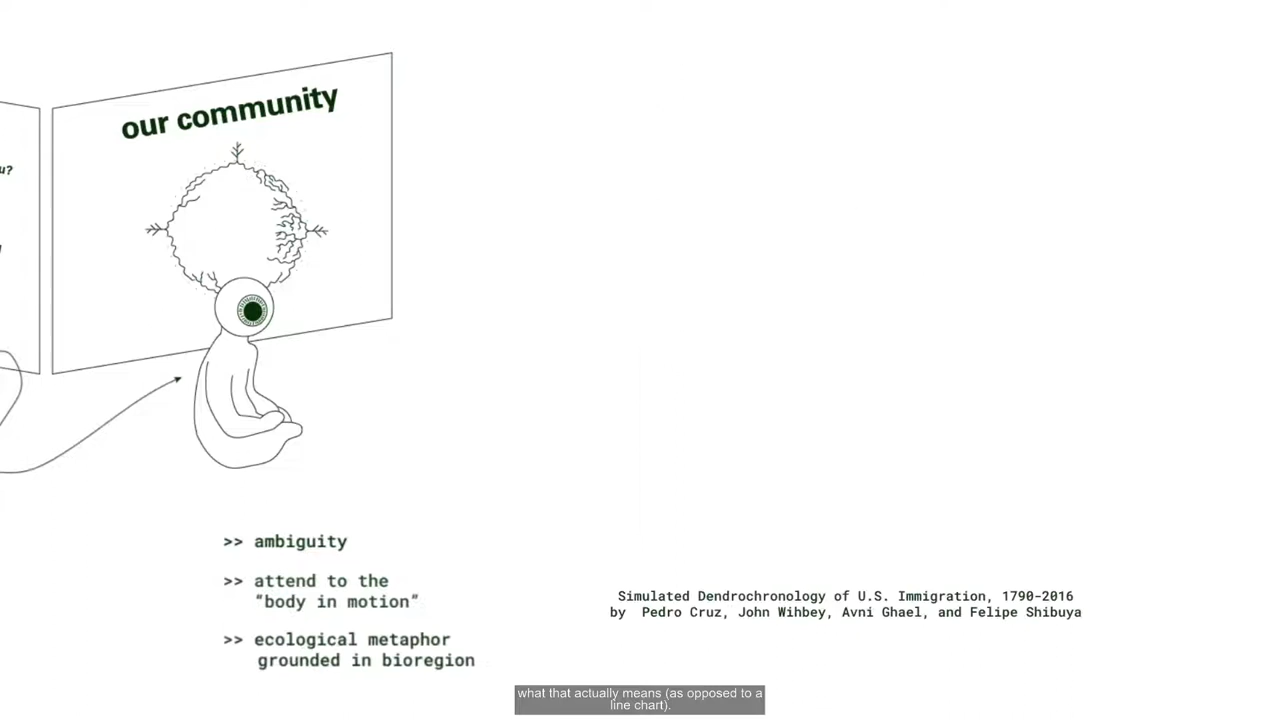 our community
u?
>> ambiguity
>> attend to the
"body in motion"
>> ecological metaphor
grounded in bioregion
Simulated Dendrochronology of U.S. Immigration, 1790-2016
by Pedro Cruz, John Wihbey, Avni Ghael, and Felipe Shibuya
what that actually means (as opposed to a
line chart).